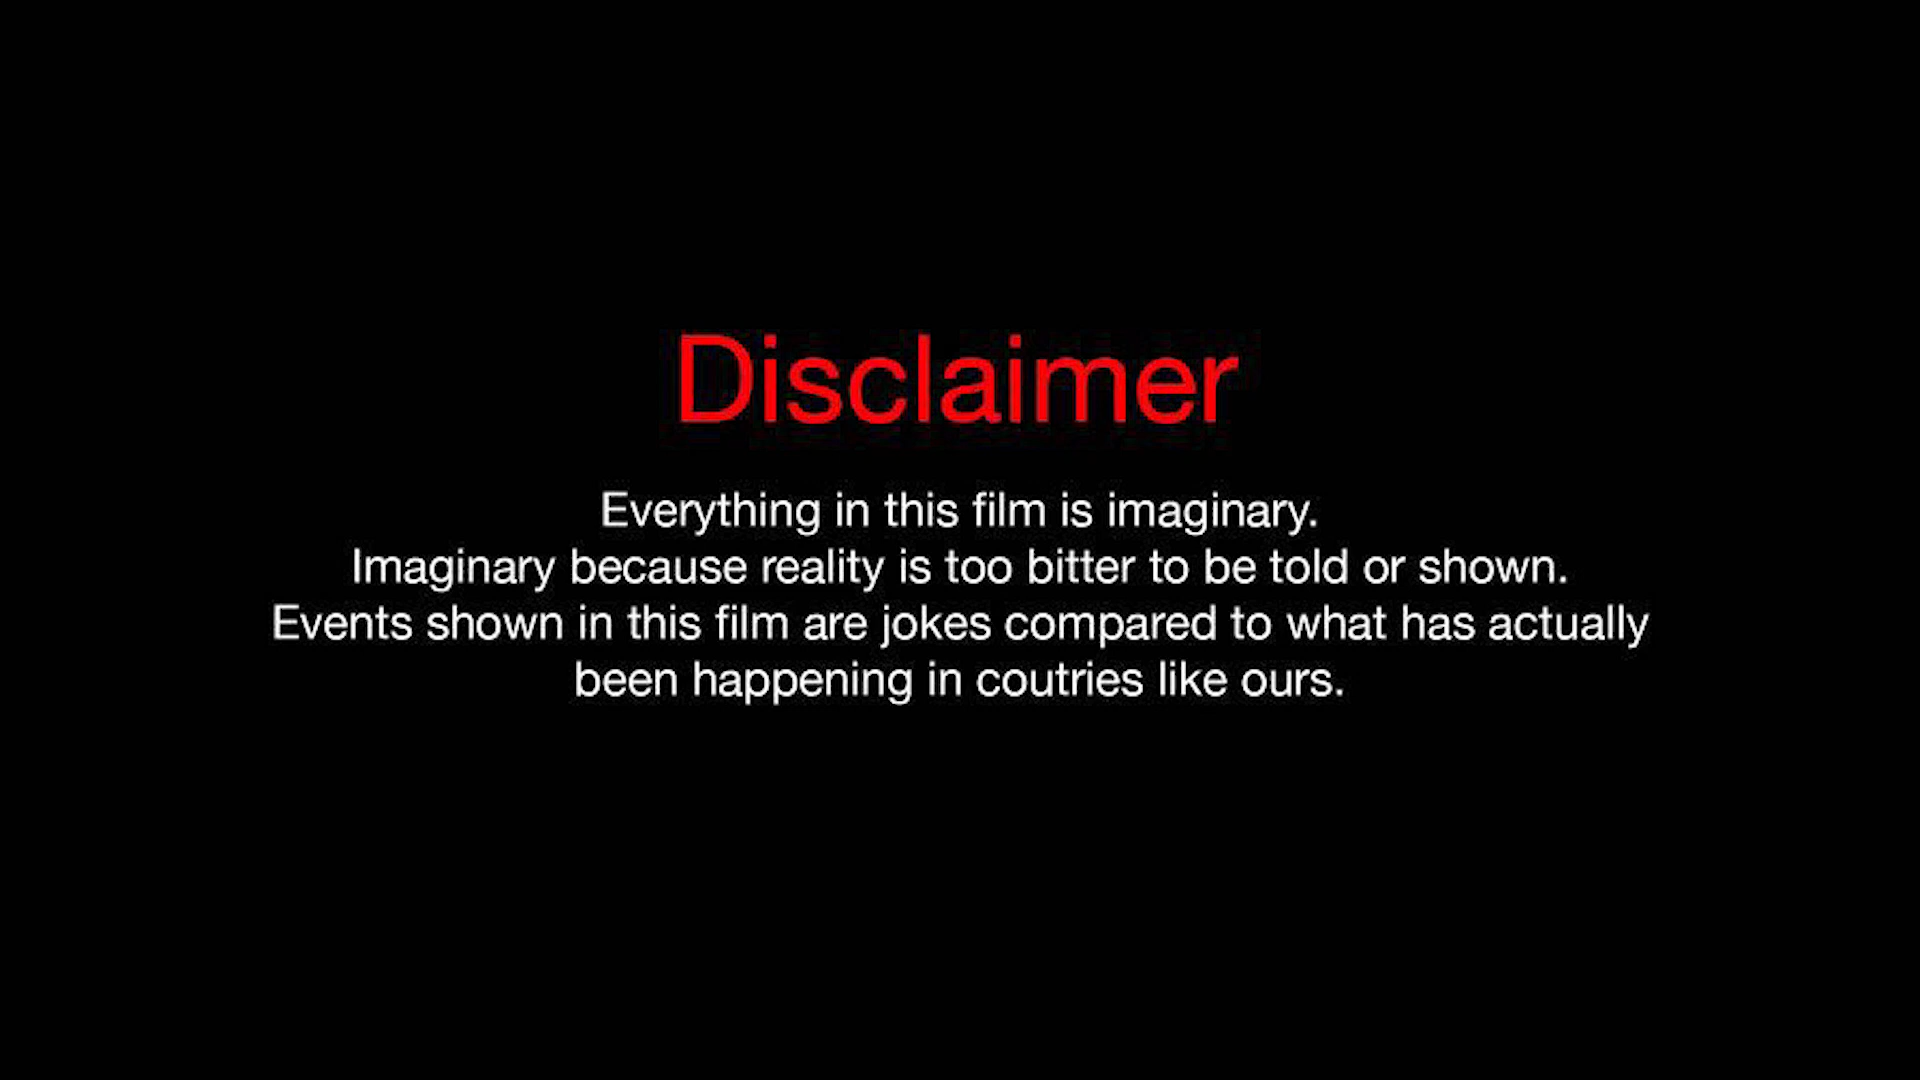 Disclaimer
Everything in this film is imaginary.
Imaginary because reality is too bitter to be told or shown.
Events shown in this film are jokes compared to what has actually
been happening in coutries like ours.